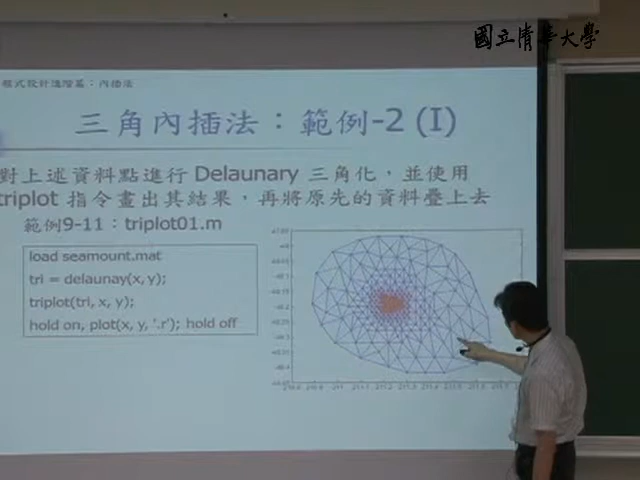 國立清華大學
程式設計進階篇：內插法
三角內插法：範例-2 (I)
對上述資料點進行 Delaunary 三角化，並使用
triplot 指令畫出其結果，再將原先的資料疊上去
範例9-11：triplot01.m
load seamount.mat
tri = delaunay(x, y);
triplot(tri, x, y);
hold on, plot(x, y, '.r'); hold off